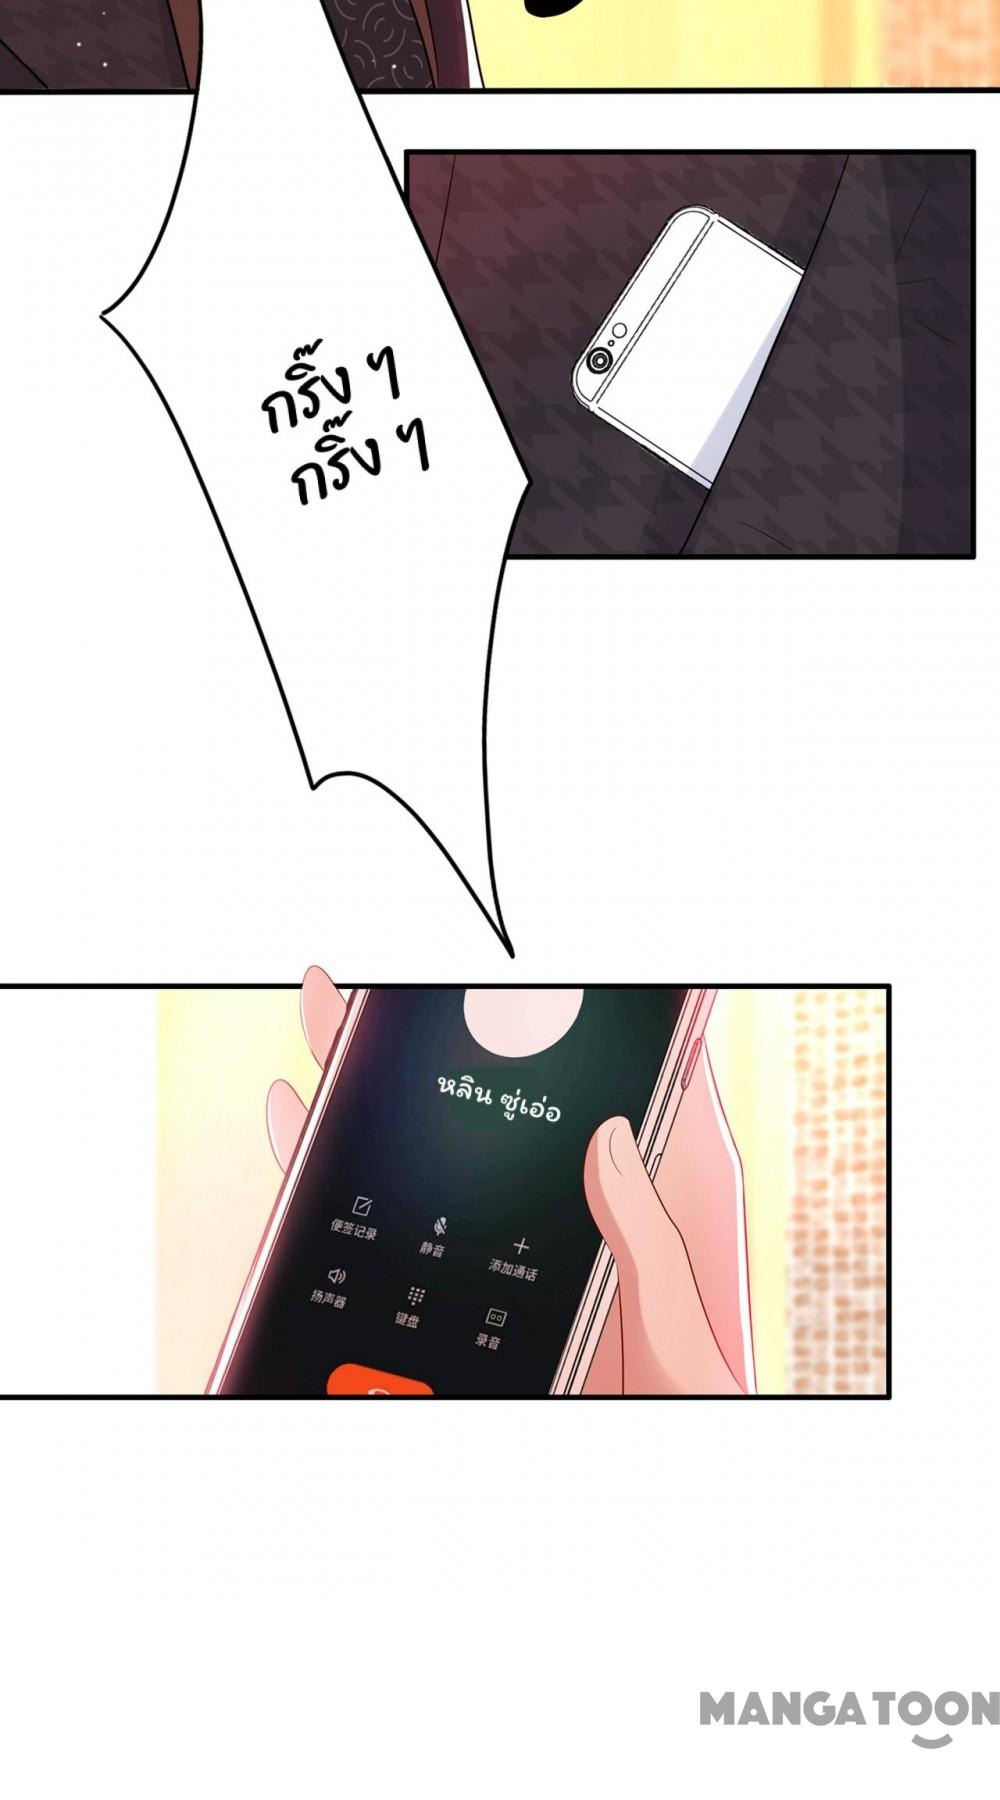 กริ๊ง ๆ
กริ๊ง ๆ
หลิน ซู่เอ๋อ
便签记录
静音
添加通话
扬声器
键盘
录音
MANGATOON